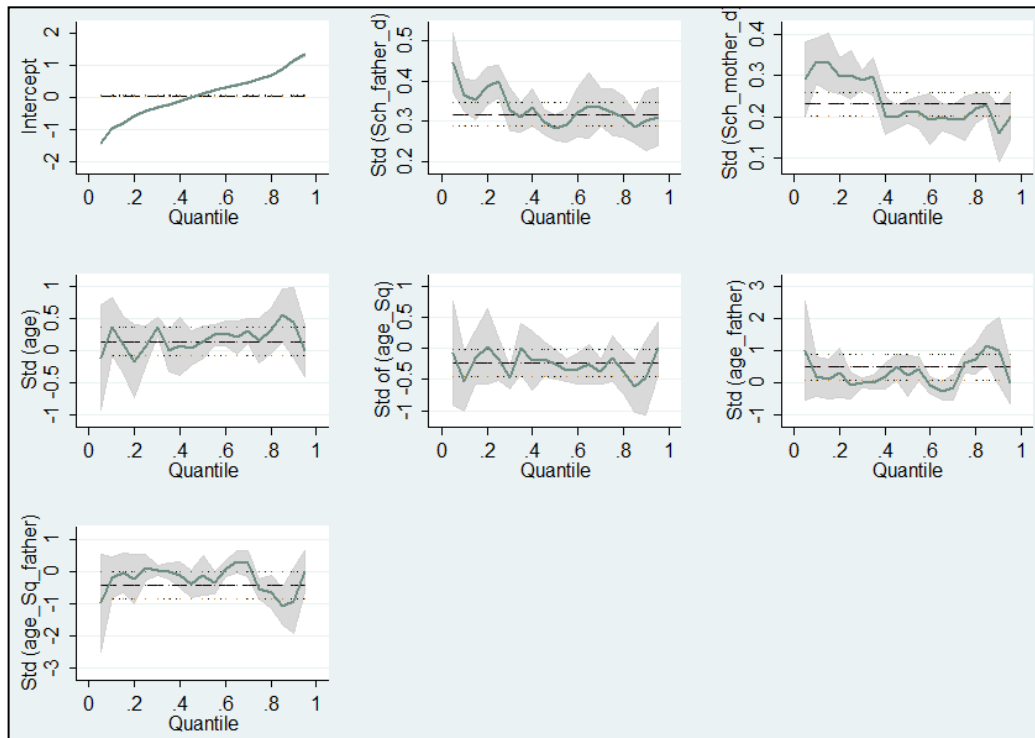 Intercept
2
1
0
-1
-2
0 .2 .4 .6 .8 1
Quantile
Std (Sch_father_d)
0.5
0.4
0.3
0.2
0 .2 .4 .6 .8 1
Quantile
Std (Sch_mother_d)
0.4
0.3
0.2
0.1
0 .2 .4 .6 .8 1
Quantile
Std (age)
1
0.5
0
-0.5
-1
0 .2 .4 .6 .8 1
Quantile
Std of (age_Sq)
1
0.5
0
-0.5
-1
0 .2 .4 .6 .8 1
Quantile
Std (age_father)
3
2
1
0
-1
0 .2 .4 .6 .8 1
Quantile
Std (age_Sq_father)
1
0
-1
-2
-3
0 .2 .4 .6 .8 1
Quantile